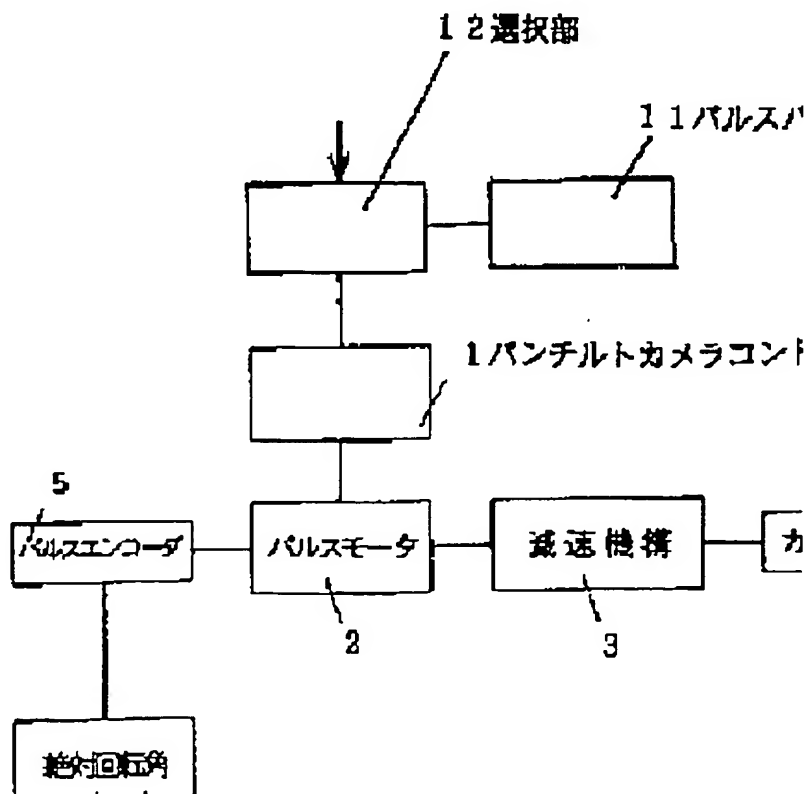 12選択部
11パルスパ
1パンチルトカメラコント
5
パルスエンコーダ
パルスモータ
減速機構
カ
2
3
絶対回転角